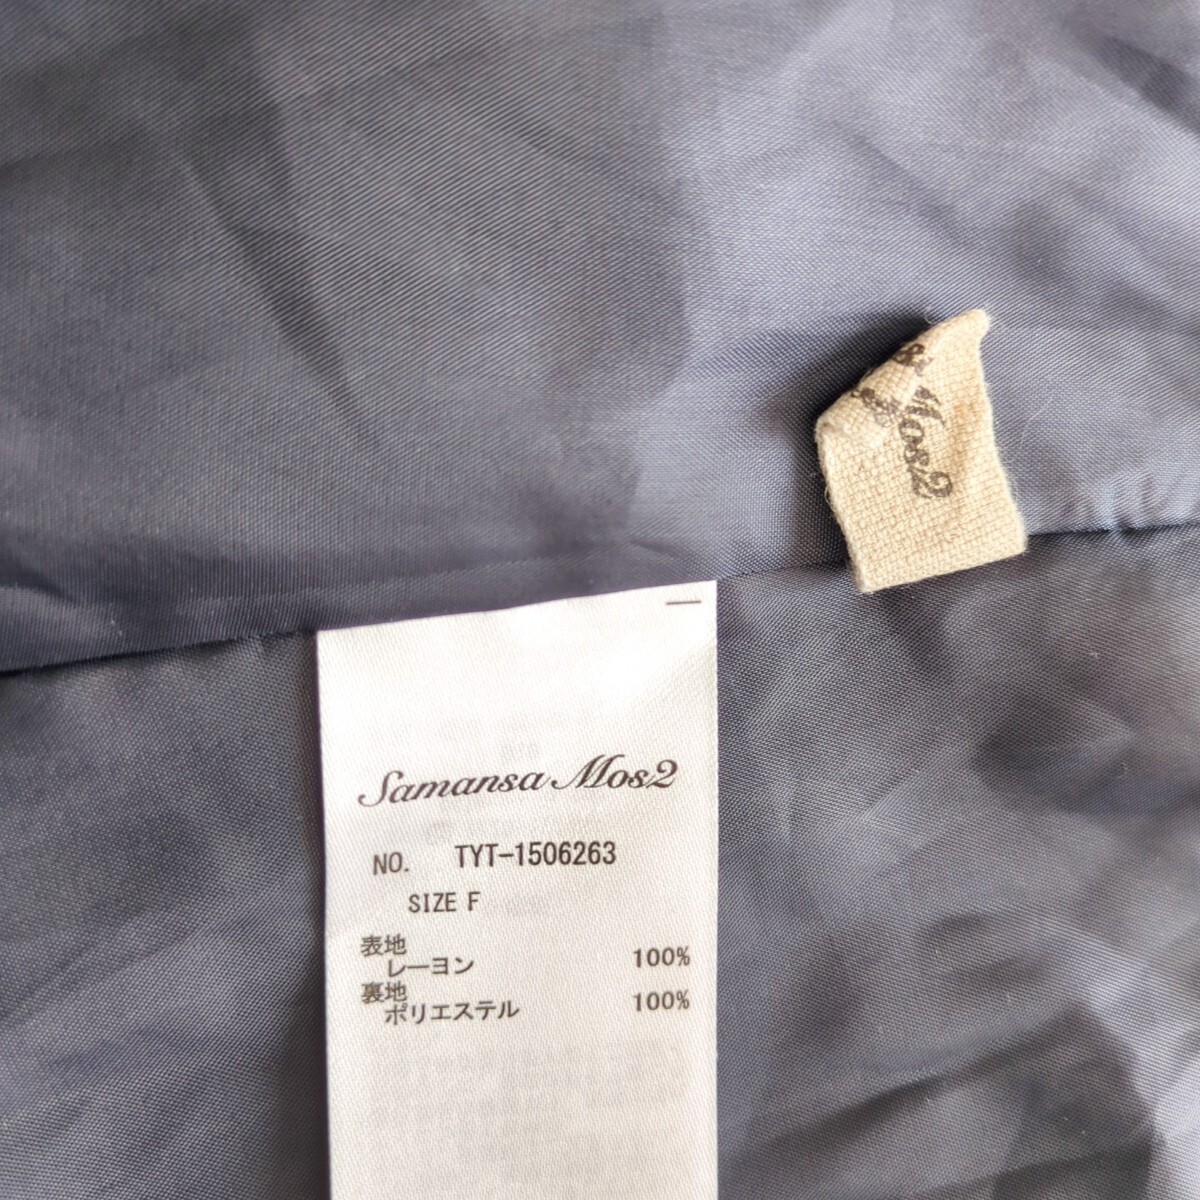 Mos2
Samansa Mos2
NO. TYT-1506263
SIZE F
表地
レーヨン 100%
裏地
ポリエステル 100%